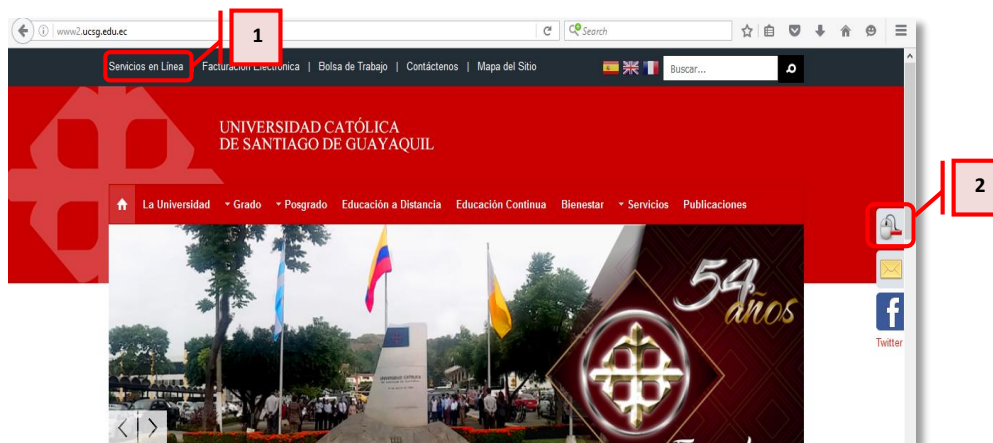 www2.ucsg.edu.ec
Search
1
Servicios en Línea | Facturación Electrónica | Bolsa de Trabajo | Contáctenos | Mapa del Sitio
Buscar...
UNIVERSIDAD CATÓLICA
DE SANTIAGO DE GUAYAQUIL
2
La Universidad Grado Posgrado Educación a Distancia Educación Continua Bienestar Servicios Publicaciones
54
años
f
Twitter